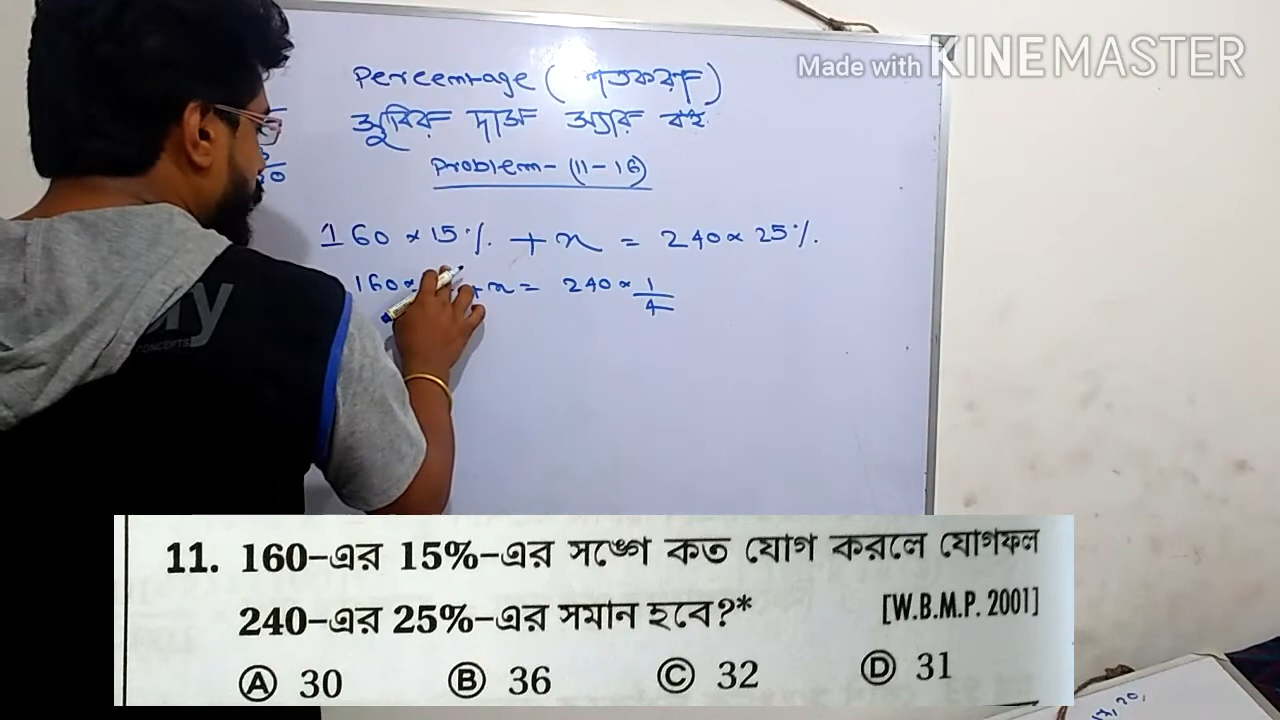 Made with KINEMASTER
Percentage ( শতকরা )
সুবির দাস স্যার বই
Problem - (11 - 16)
160 × 15% + x = 240 × 25%
160 × + x = 240 × 1/4
11. 160-এর 15%-এর সঙ্গে কত যোগ করলে যোগফল
240-এর 25%-এর সমান হবে?* [W.B.M.P. 2001]
Ⓐ 30 Ⓑ 36 Ⓒ 32 Ⓓ 31